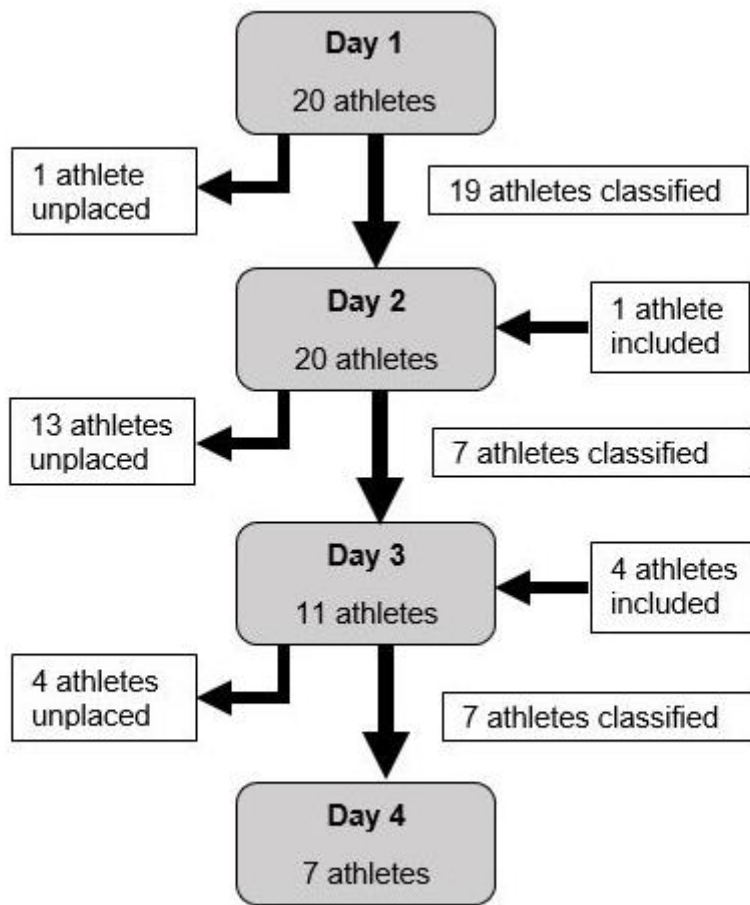 Day 1
20 athletes
1 athlete
unplaced
19 athletes classified
Day 2
20 athletes
1 athlete
included
13 athletes
unplaced
7 athletes classified
Day 3
11 athletes
4 athletes
included
4 athletes
unplaced
7 athletes classified
Day 4
7 athletes